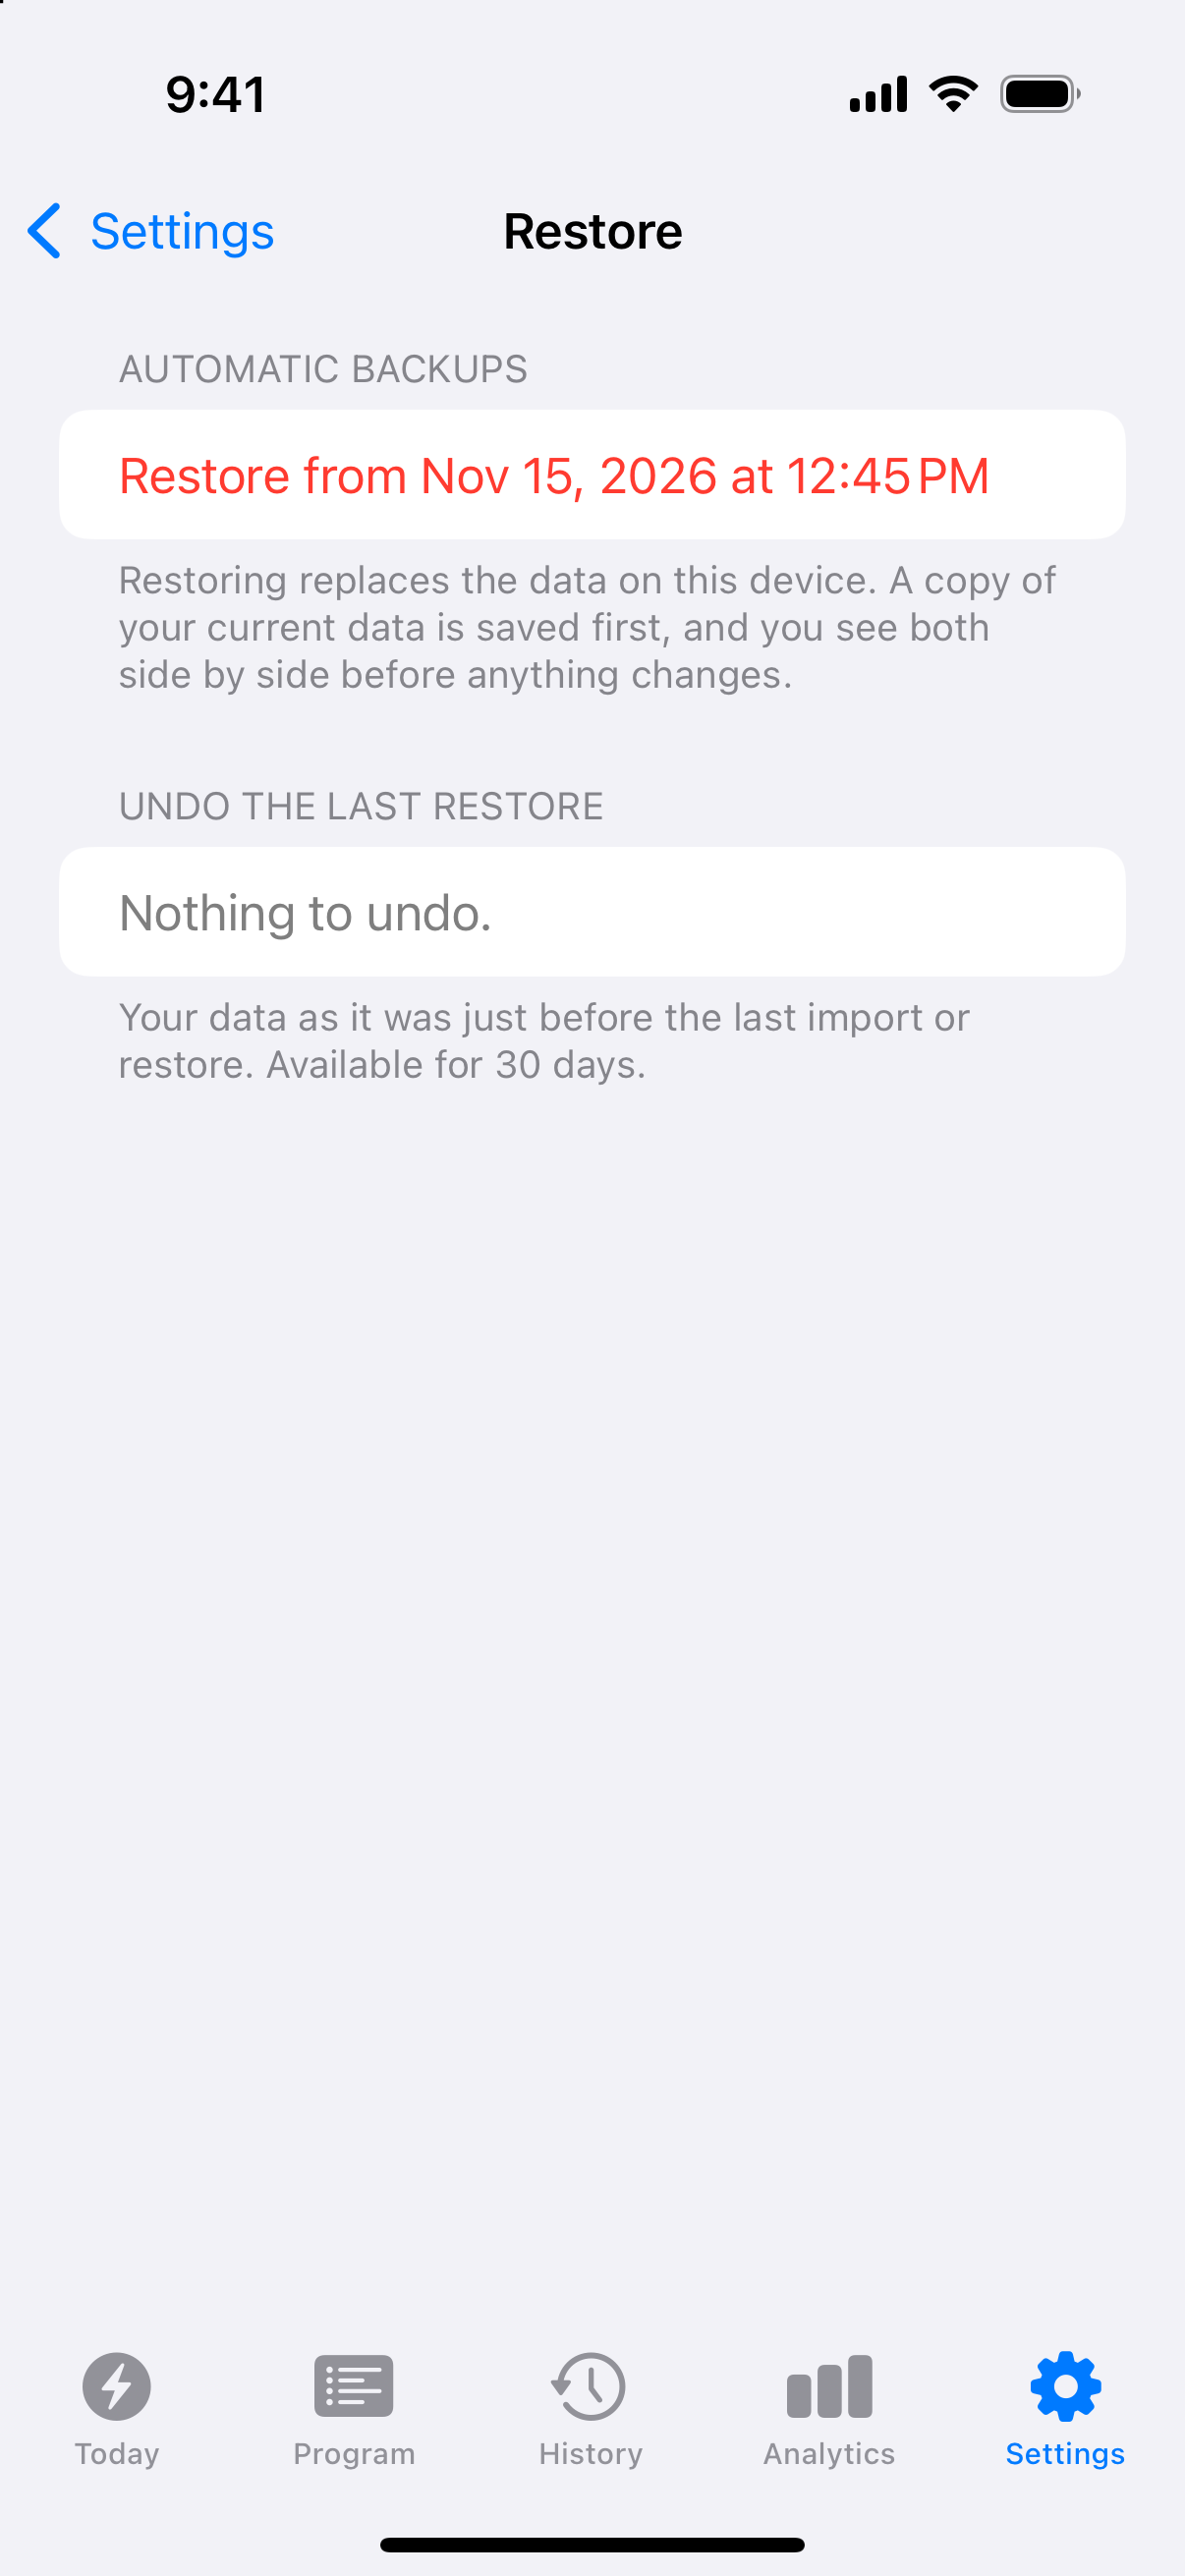 9:41
Settings
Restore
AUTOMATIC BACKUPS
Restore from Nov 15, 2026 at 12:45 PM
Restoring replaces the data on this device. A copy of
your current data is saved first, and you see both
side by side before anything changes.
UNDO THE LAST RESTORE
Nothing to undo.
Your data as it was just before the last import or
restore. Available for 30 days.
Today
Program
History
Analytics
Settings